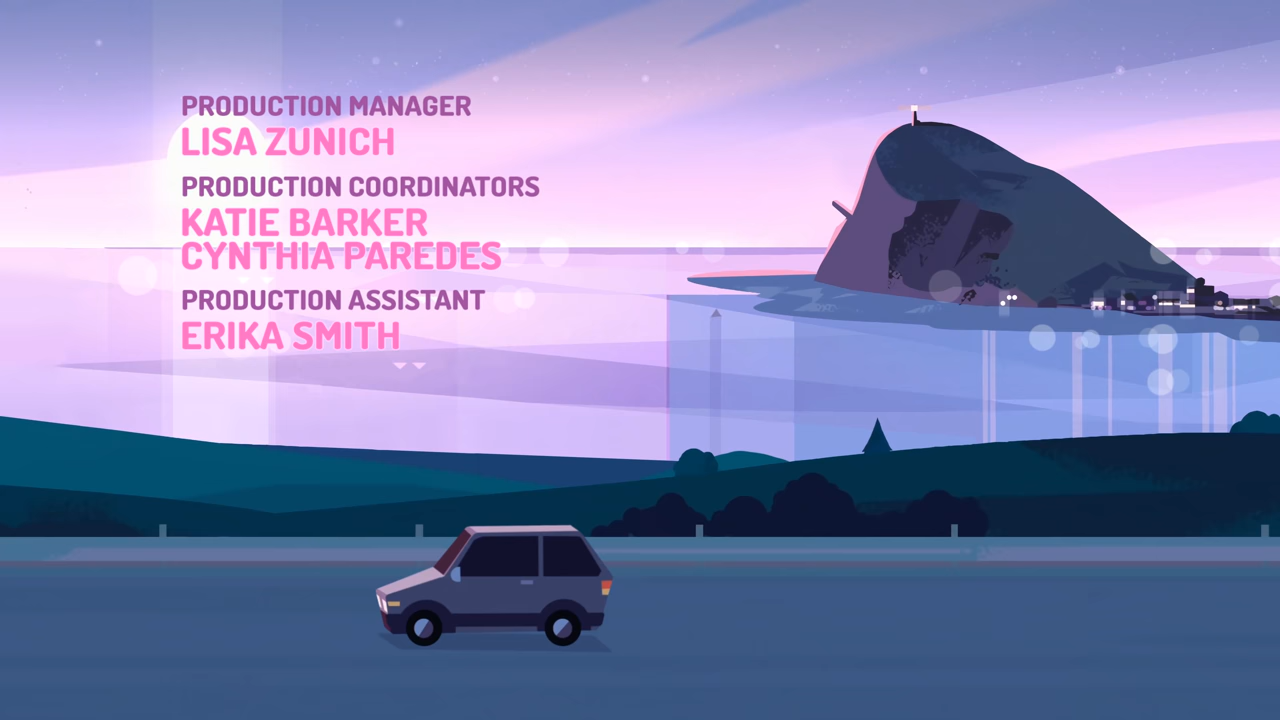 PRODUCTION MANAGER
LISA ZUNICH
PRODUCTION COORDINATORS
KATIE BARKER
CYNTHIA PAREDES
PRODUCTION ASSISTANT
ERIKA SMITH